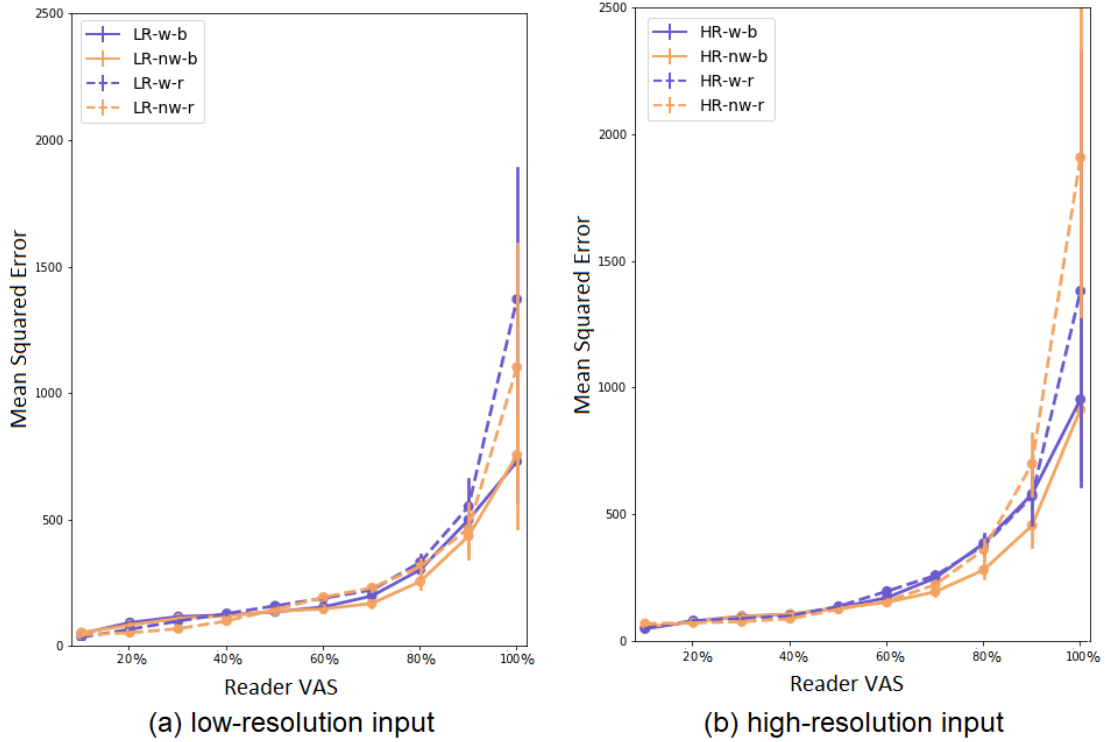 2500
2000
1500
1000
500
0
Mean Squared Error
LR-w-b
LR-nw-b
LR-w-r
LR-nw-r
20%
40%
60%
80%
100%
Reader VAS
(a) low-resolution input
2500
2000
1500
1000
500
0
Mean Squared Error
HR-w-b
HR-nw-b
HR-w-r
HR-nw-r
20%
40%
60%
80%
100%
Reader VAS
(b) high-resolution input